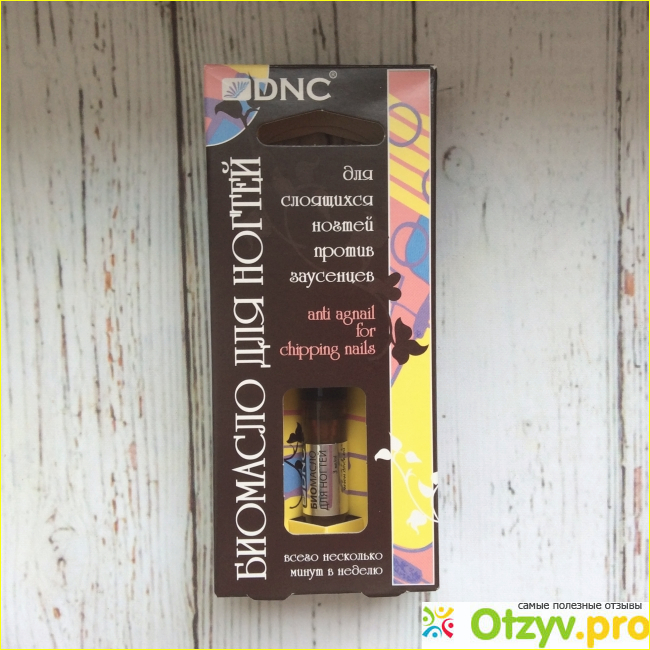 DNC®
БИОМАСЛО ДЛЯ НОГТЕЙ
для
слоящихся
ногтей
против
заусенцев
anti agnail
for
chipping nails
БИОМАСЛО
ДЛЯ НОГТЕЙ
всего несколько
минут в неделю
самые полезные отзывы
Otzyv.pro